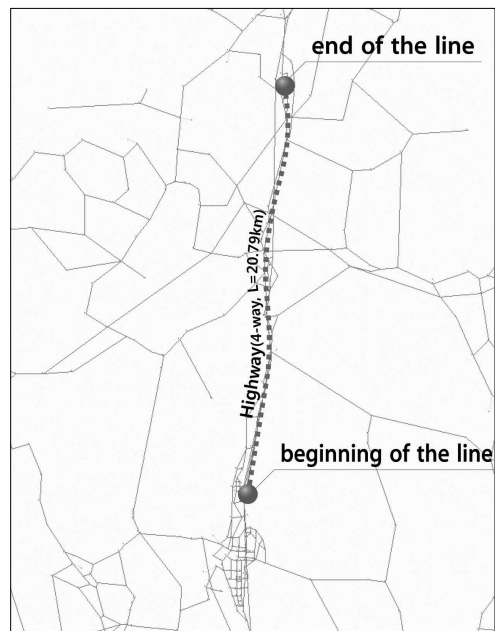 end of the line
Highway(4-way, L=20.79km)
beginning of the line